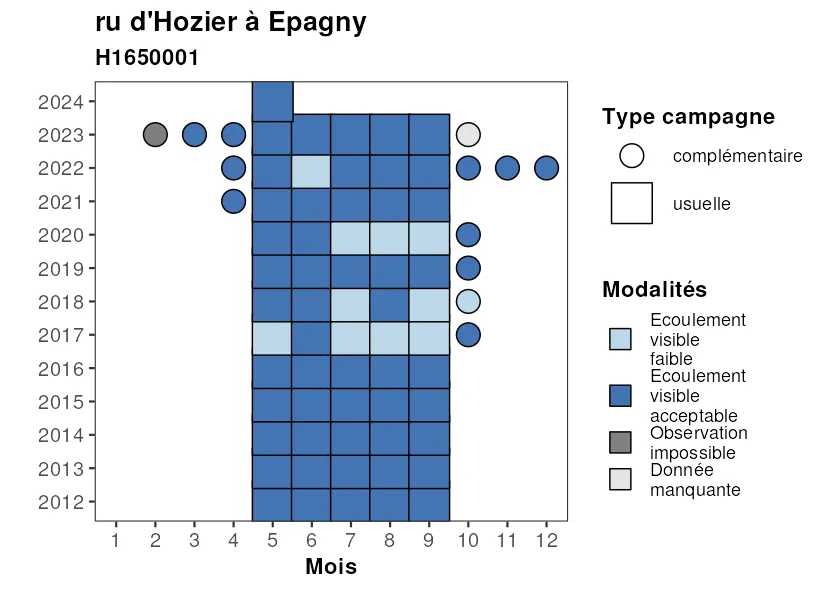 ru d'Hozier à Epagny
H1650001
2024
2023
2022
2021
2020
2019
2018
2017
2016
2015
2014
2013
2012
1 2 3 4 5 6 7 8 9 10 11 12
Mois
Type campagne
complémentaire
usuelle
Modalités
Ecoulement
visible
faible
Ecoulement
visible
acceptable
Observation
impossible
Donnée
manquante